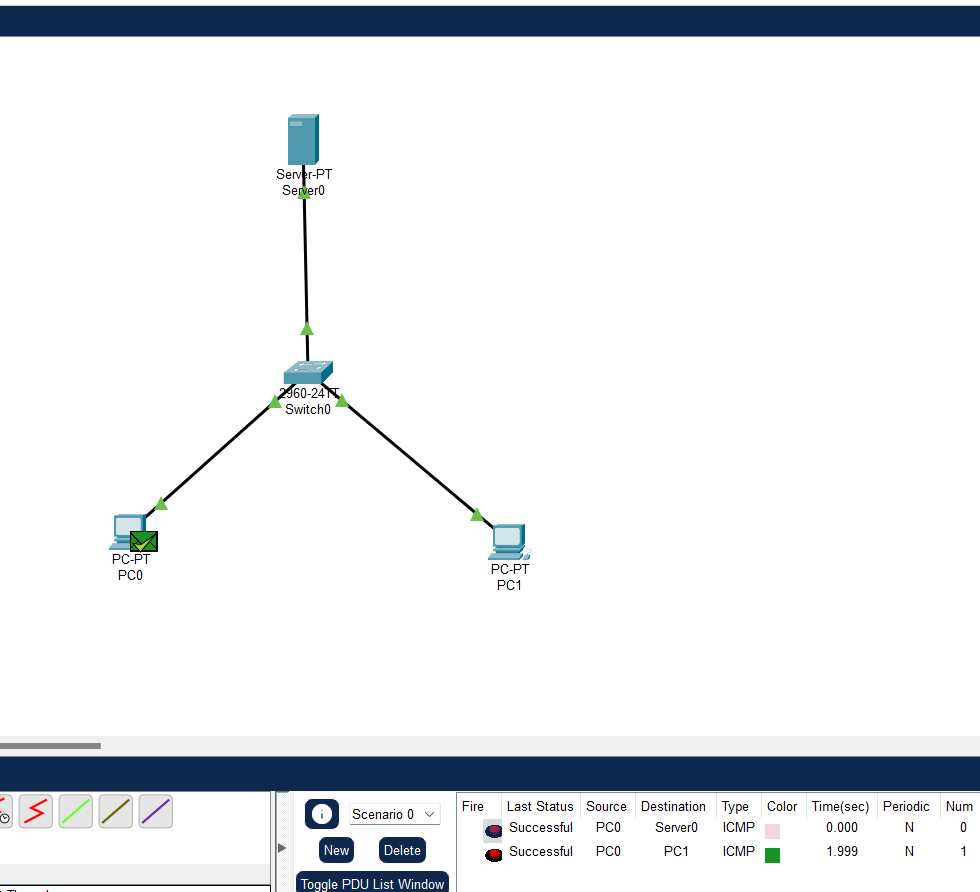 Server-PT
Server0
2960-24TT
Switch0
PC-PT
PC0
PC-PT
PC1
Scenario 0
New
Delete
Toggle PDU List Window
Fire Last Status Source Destination Type Color Time(sec) Periodic Num
Successful PC0 Server0 ICMP 0.000 N 0
Successful PC0 PC1 ICMP 1.999 N 1